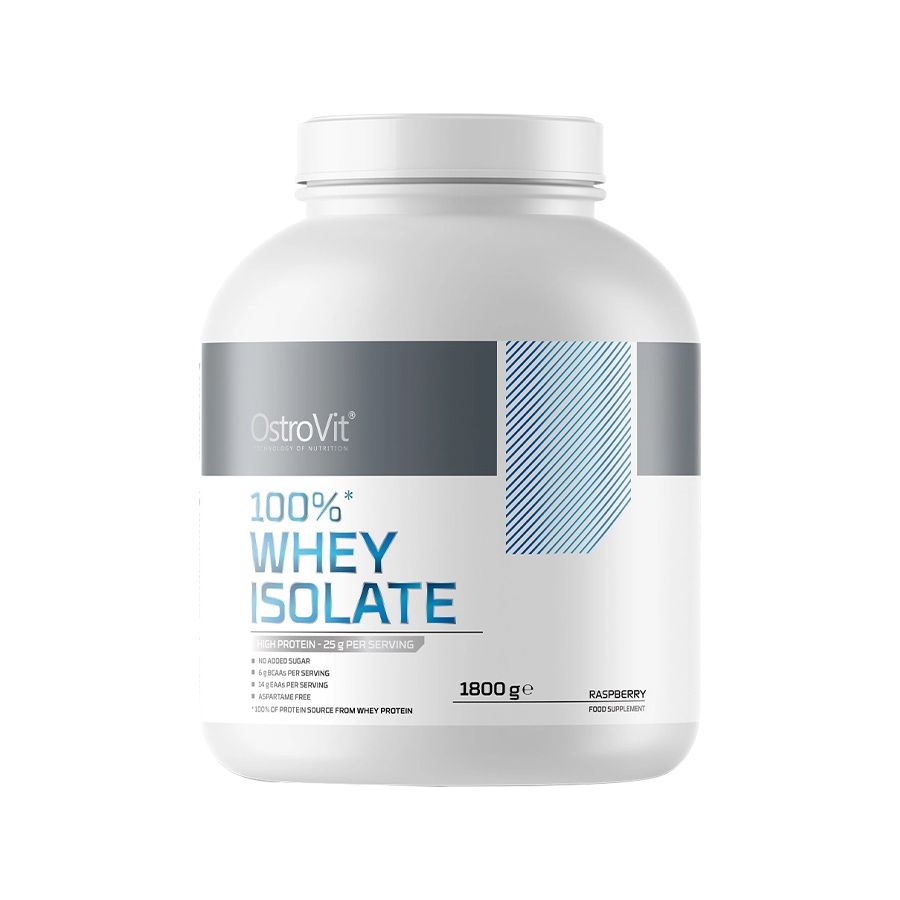 OstroVit®
TECHNOLOGY OF NUTRITION
100%*
WHEY
ISOLATE
HIGH PROTEIN - 25 g PER SERVING
NO ADDED SUGAR
6 g BCAAs PER SERVING
14 g EAAs PER SERVING
ASPARTAME FREE
*100% OF PROTEIN SOURCE FROM WHEY PROTEIN
1800 g ℮
RASPBERRY
FOOD SUPPLEMENT